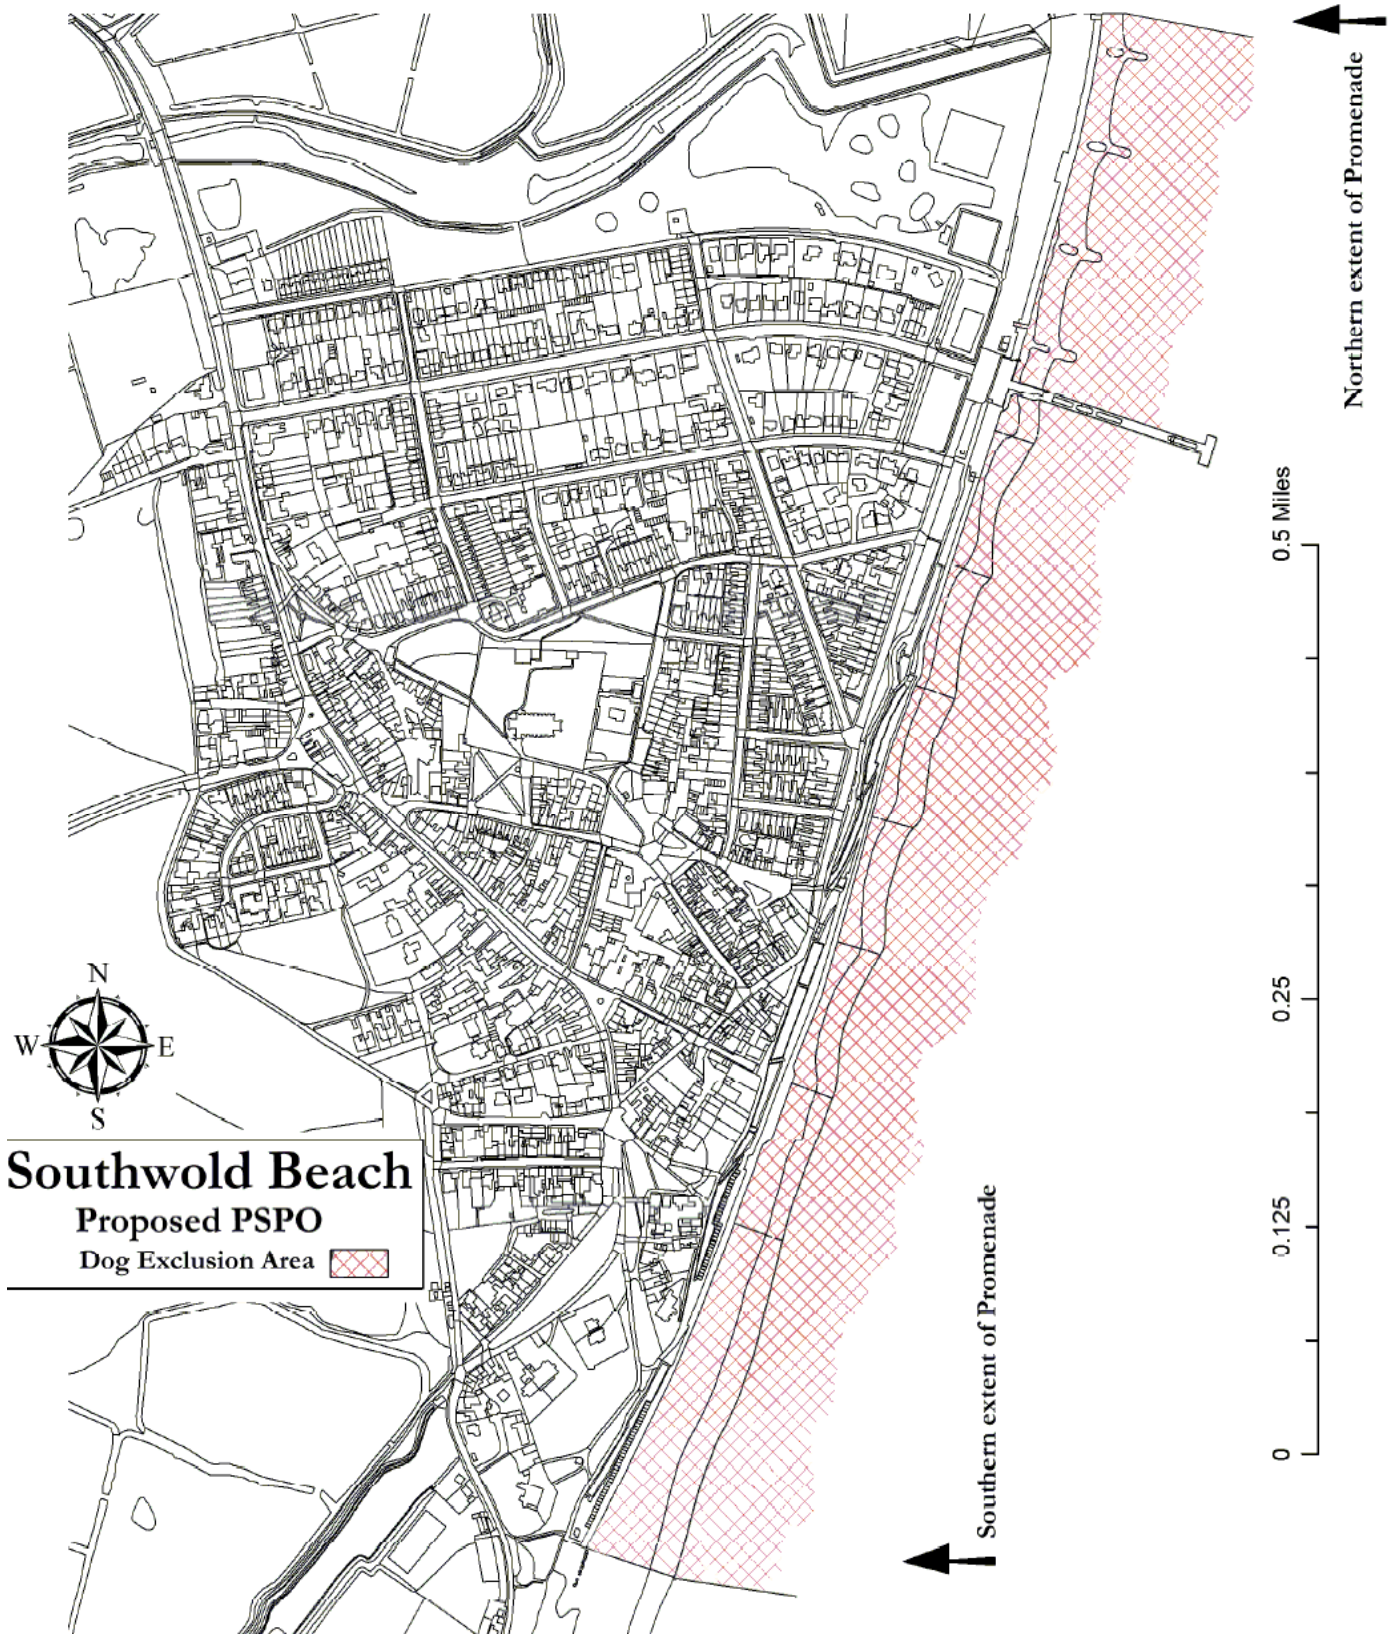 Northern extent of Promenade
0.5 Miles
0.25
0.125
0
N
W
E
S
Southwold Beach
Proposed PSPO
Dog Exclusion Area
Southern extent of Promenade